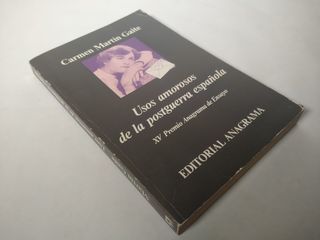 Carmen Martín Gaite
Usos amorosos
de la postguerra española
XV Premio Anagrama de Ensayo
EDITORIAL ANAGRAMA